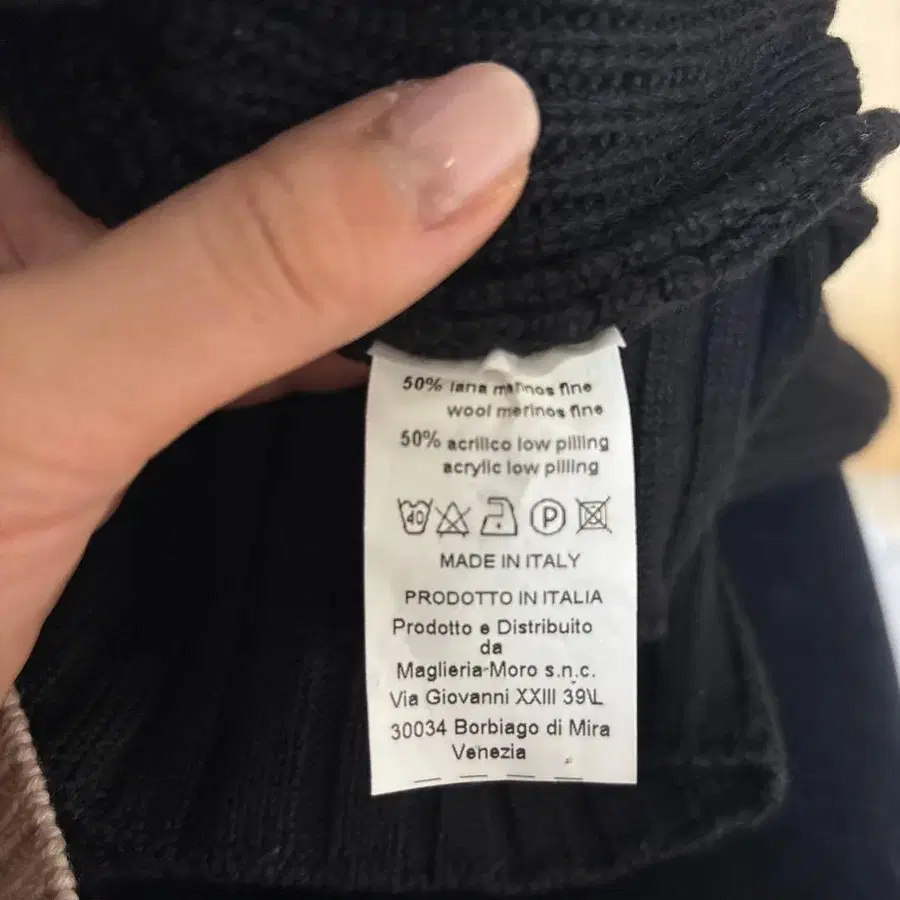 50% lana merinos fine
wool merinos fine
50% acrilico low pilling
acrylic low pilling
40 P
MADE IN ITALY
PRODOTTO IN ITALIA
Prodotto e Distribuito
da
Maglieria-Moro s.n.c.
Via Giovanni XXIII 39\L
30034 Borbiago di Mira
Venezia